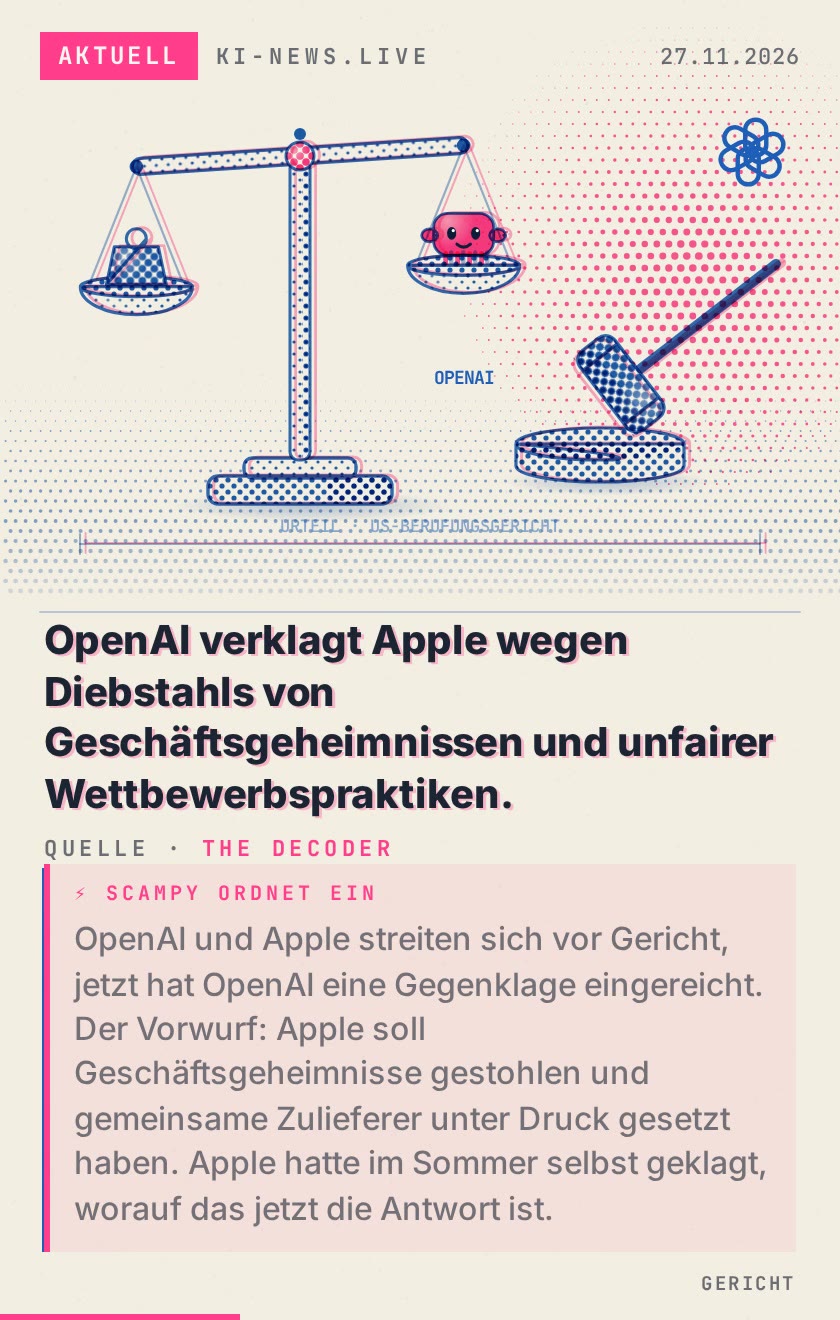 AKTUELL KI-NEWS.LIVE 27.11.2026
OPENAI
URTEIL · US-BERUFUNGSGERICHT
OpenAI verklagt Apple wegen
Diebstahls von
Geschäftsgeheimnissen und unfairer
Wettbewerbspraktiken.
QUELLE · THE DECODER
⚡ SCAMPY ORDNET EIN
OpenAI und Apple streiten sich vor Gericht,
jetzt hat OpenAI eine Gegenklage eingereicht.
Der Vorwurf: Apple soll
Geschäftsgeheimnisse gestohlen und
gemeinsame Zulieferer unter Druck gesetzt
haben. Apple hatte im Sommer selbst geklagt,
worauf das jetzt die Antwort ist.
GERICHT